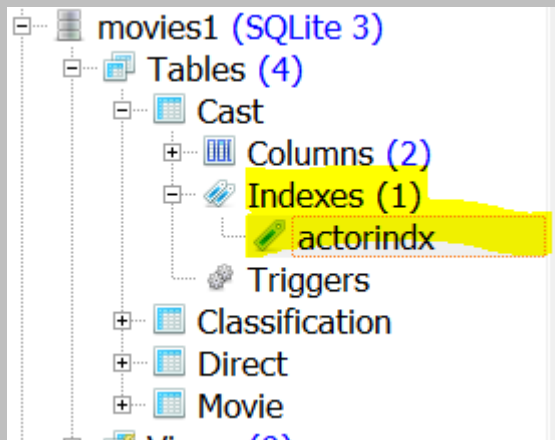 movies1 (SQLite 3)
Tables (4)
Cast
Columns (2)
Indexes (1)
actorindx
Triggers
Classification
Direct
Movie